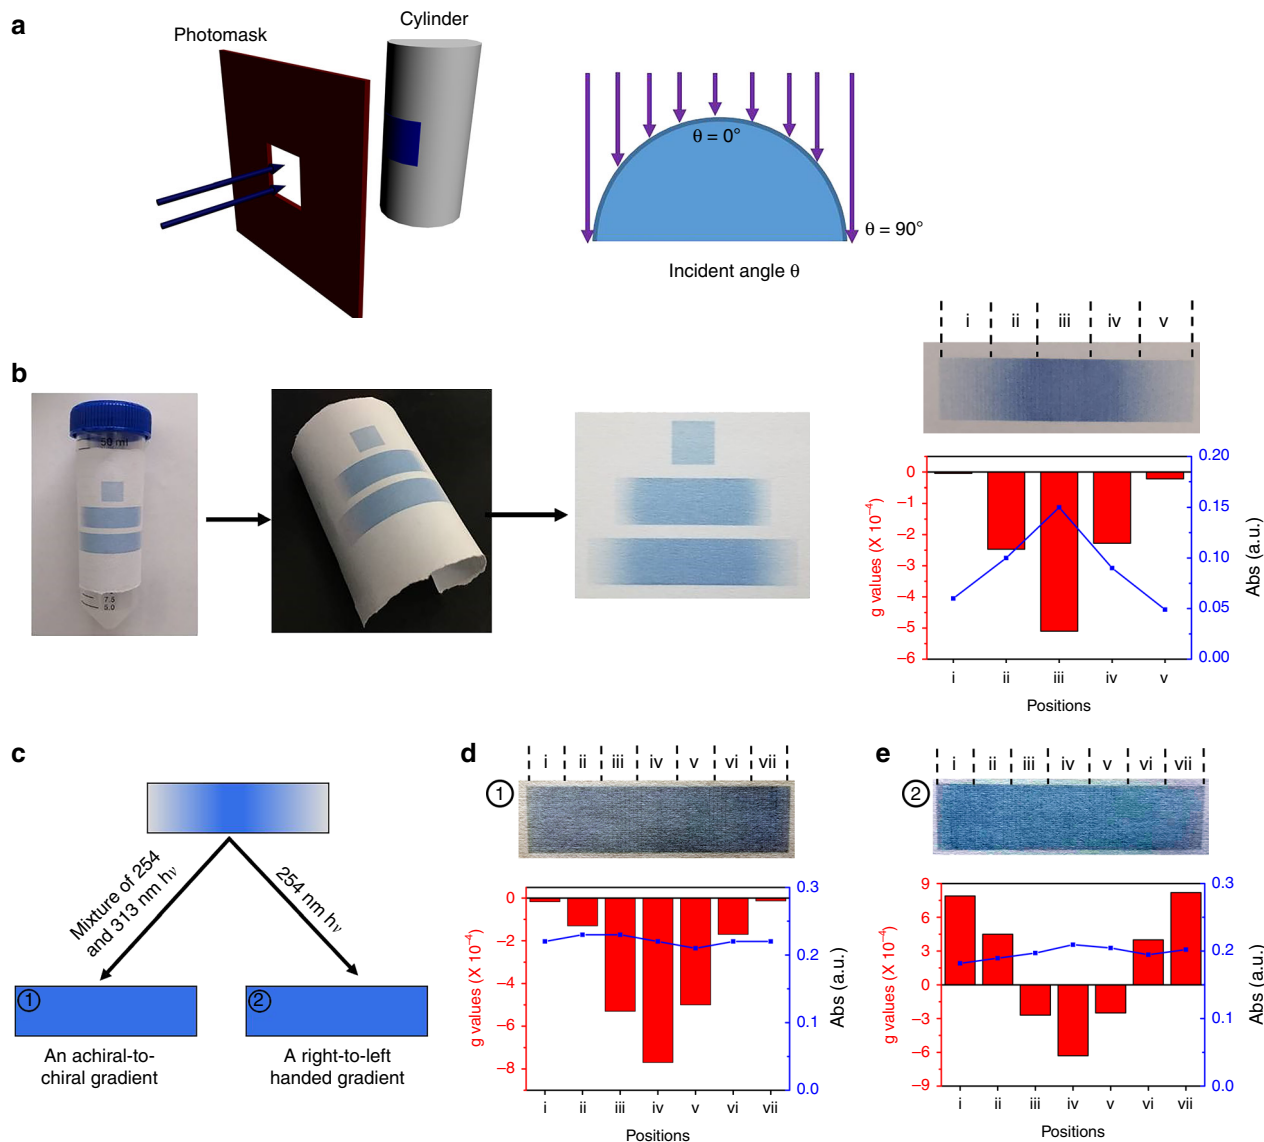 a
Photomask
Cylinder
θ = 0°
θ = 90°
Incident angle θ
b
50 ml
7.5
5.0
i ii iii iv v
0
–1
–2
–3
–4
–5
–6
g values (X 10⁻⁴)
0.20
0.15
0.10
0.05
0.00
Abs (a.u.)
i ii iii iv v
Positions
c
Mixture of 254
and 313 nm hν
254 nm hν
1
2
An achiral-to-
chiral gradient
A right-to-left
handed gradient
d
i ii iii iv v vi vii
1
0
–2
–4
–6
–8
g values (X 10⁻⁴)
0.3
0.2
0.1
0.0
Abs (a.u.)
i ii iii iv v vi vii
Positions
e
i ii iii iv v vi vii
2
9
6
3
0
–3
–6
–9
g values (X 10⁻⁴)
0.3
0.2
0.1
0.0
Abs (a.u.)
i ii iii iv v vi vii
Positions